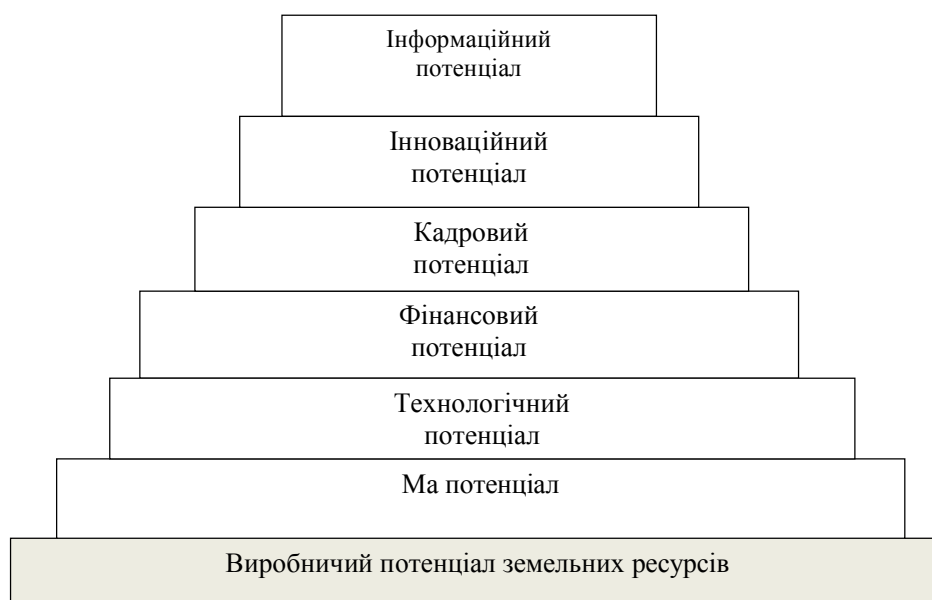 Інформаційний
потенціал
Інноваційний
потенціал
Кадровий
потенціал
Фінансовий
потенціал
Технологічний
потенціал
Ма потенціал
Виробничий потенціал земельних ресурсів